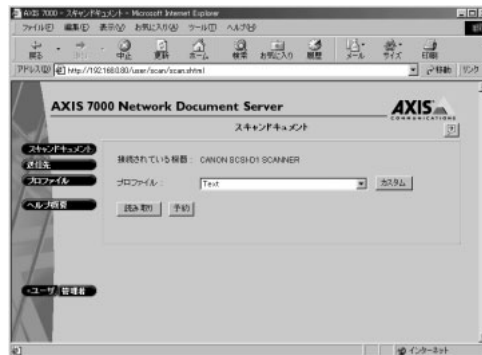 AXIS 7000 - スキャンドキュメント - Microsoft Internet Explorer
ファイル(F) 編集(E) 表示(V) お気に入り(A) ツール(T) ヘルプ(H)
戻る 進む 中止 更新 ホーム 検索 お気に入り 履歴 メール サイズ 印刷
アドレス(D) http://192.168.0.80/user/scan/scan.shtml 移動 リンク
AXIS 7000 Network Document Server
AXIS
COMMUNICATIONS
スキャンドキュメント
スキャンドキュメント
送信先
プロファイル
ヘルプ概要
接続されている機器 : CANON SCSI-D1 SCANNER
プロファイル : Text カスタム
読み取り 予約
ユーザ 管理者
インターネット